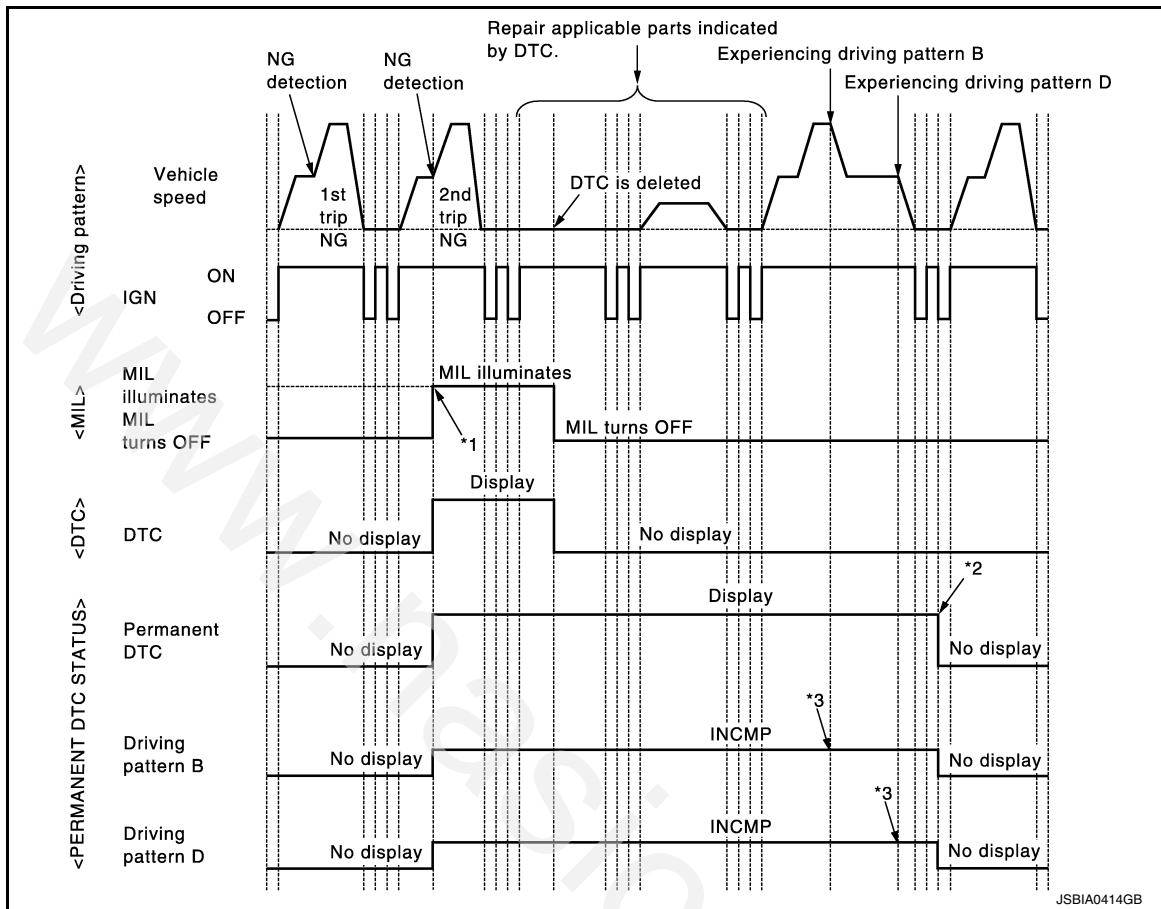 Repair applicable parts indicated
by DTC.
Experiencing driving pattern B
Experiencing driving pattern D
NG
detection
NG
detection
<Driving pattern>
Vehicle
speed
1st
trip
NG
2nd
trip
NG
DTC is deleted
IGN
ON
OFF
<MIL>
MIL
illuminates
MIL
turns OFF
MIL illuminates
*1
MIL turns OFF
<DTC>
DTC
No display
Display
No display
<PERMANENT DTC STATUS>
Permanent
DTC
No display
Display
*2
No display
Driving
pattern B
No display
INCMP
*3
No display
Driving
pattern D
No display
INCMP
*3
No display
JSBIA0414GB